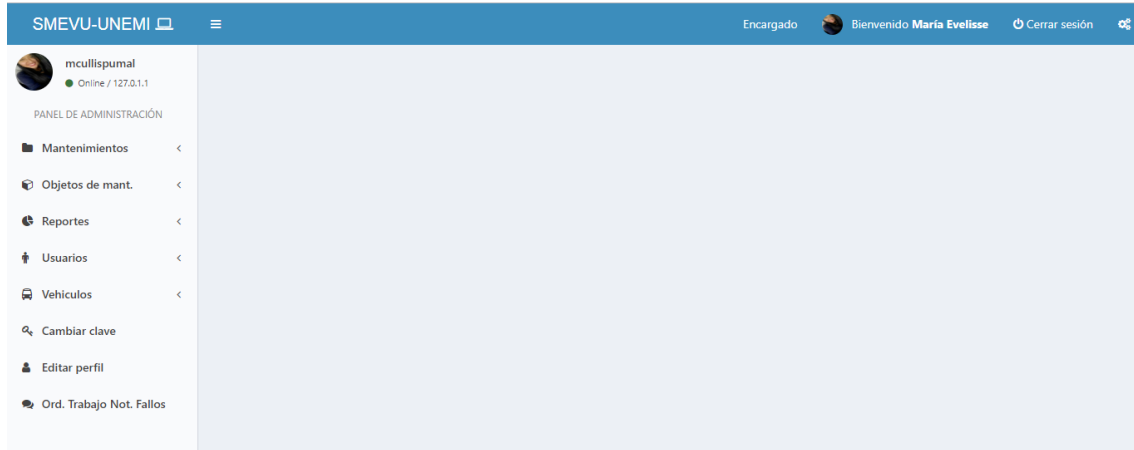 SMEVU-UNEMI
Encargado
Bienvenido María Evelisse
Cerrar sesión
mcullispumal
Online / 127.0.1.1
PANEL DE ADMINISTRACIÓN
Mantenimientos
Objetos de mant.
Reportes
Usuarios
Vehiculos
Cambiar clave
Editar perfil
Ord. Trabajo Not. Fallos